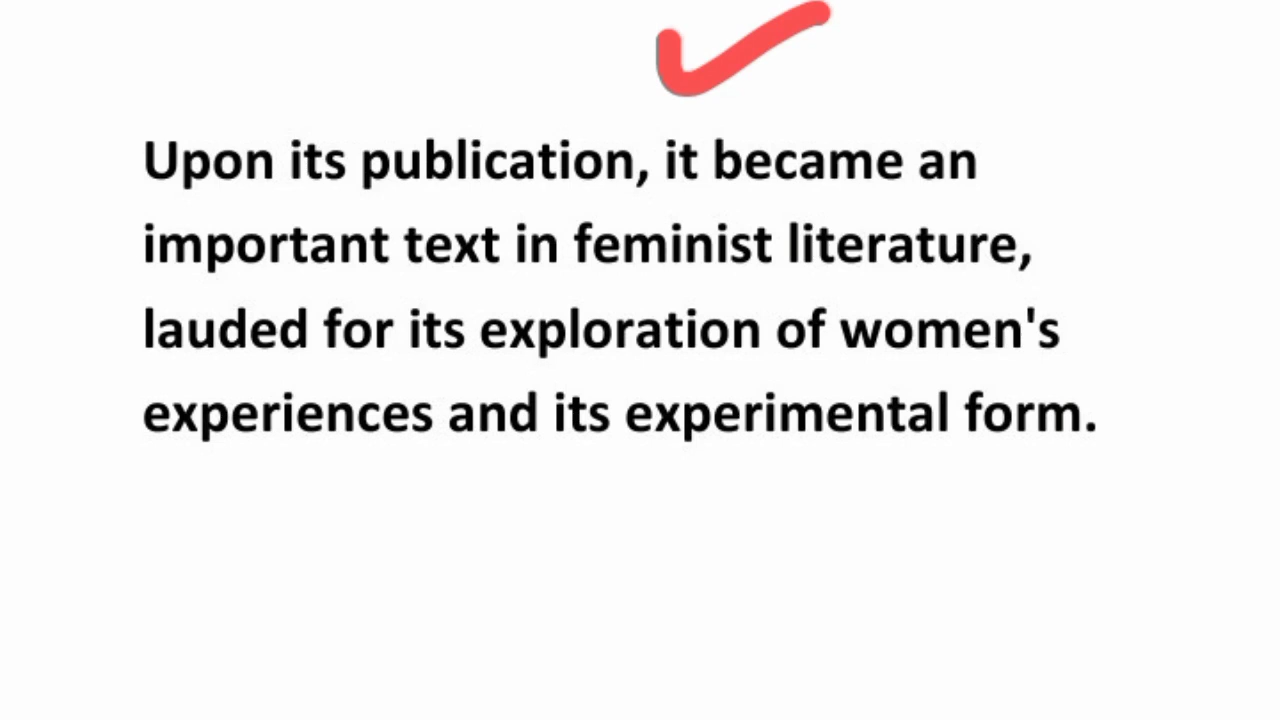 Upon its publication, it became an
important text in feminist literature,
lauded for its exploration of women's
experiences and its experimental form.